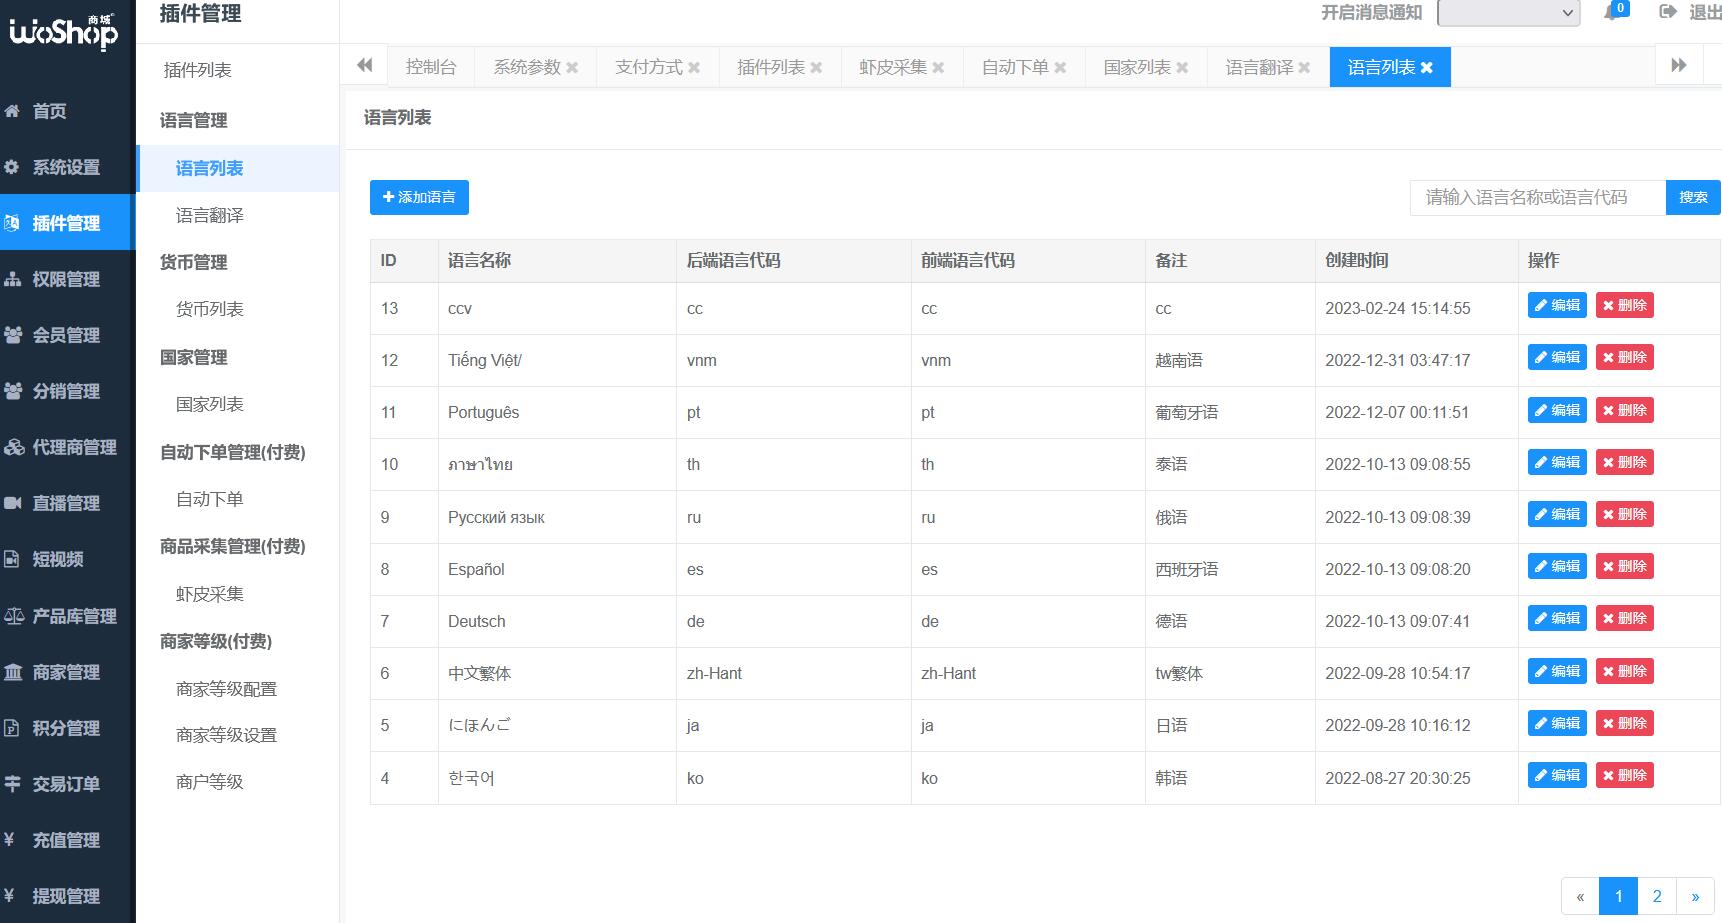 woShop商城
首页
系统设置
插件管理
权限管理
会员管理
分销管理
代理商管理
直播管理
短视频
产品库管理
商家管理
积分管理
交易订单
充值管理
提现管理
插件管理
插件列表
语言管理
语言列表
语言翻译
货币管理
货币列表
国家管理
国家列表
自动下单管理(付费)
自动下单
商品采集管理(付费)
虾皮采集
商家等级(付费)
商家等级配置
商家等级设置
商户等级
开启消息通知 0 退出
控制台 系统参数 支付方式 插件列表 虾皮采集 自动下单 国家列表 语言翻译 语言列表
语言列表
添加语言 请输入语言名称或语言代码 搜索
ID 语言名称 后端语言代码 前端语言代码 备注 创建时间 操作
13 ccv cc cc cc 2023-02-24 15:14:55 编辑 删除
12 Tiếng Việt/ vnm vnm 越南语 2022-12-31 03:47:17 编辑 删除
11 Português pt pt 葡萄牙语 2022-12-07 00:11:51 编辑 删除
10 ภาษาไทย th th 泰语 2022-10-13 09:08:55 编辑 删除
9 Русский язык ru ru 俄语 2022-10-13 09:08:39 编辑 删除
8 Español es es 西班牙语 2022-10-13 09:08:20 编辑 删除
7 Deutsch de de 德语 2022-10-13 09:07:41 编辑 删除
6 中文繁体 zh-Hant zh-Hant tw繁体 2022-09-28 10:54:17 编辑 删除
5 にほんご ja ja 日语 2022-09-28 10:16:12 编辑 删除
4 한국어 ko ko 韩语 2022-08-27 20:30:25 编辑 删除
« 1 2 »